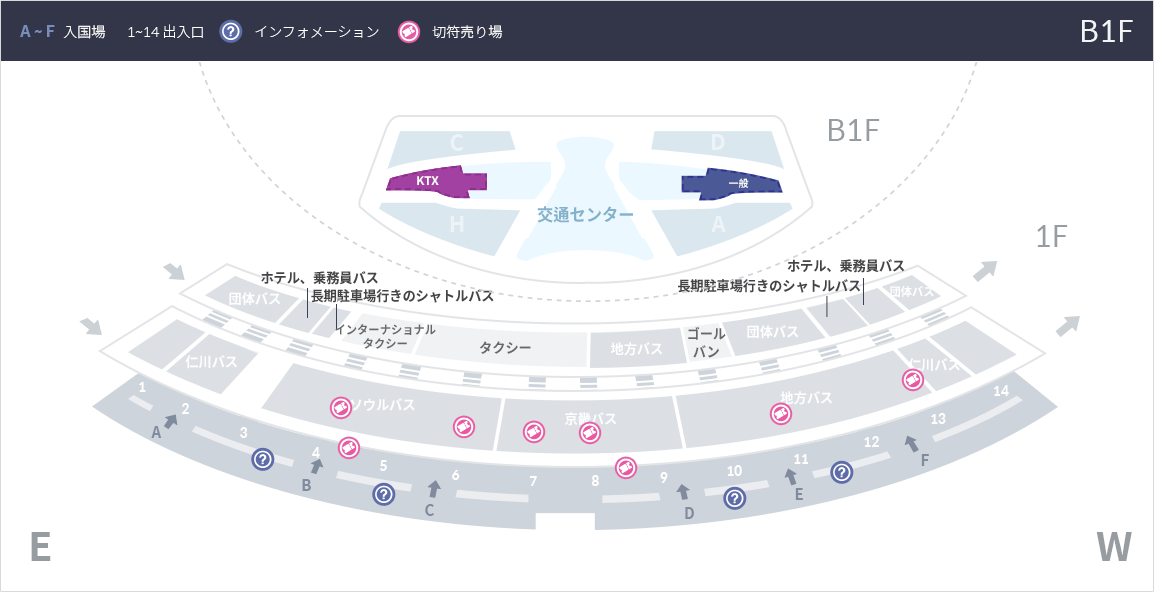 A ~ F 入国場 1~14 出入口 ? インフォメーション 切符売り場 B1F
B1F
C D
KTX 一般
交通センター
H A
1F
ホテル、乗務員バス ホテル、乗務員バス
長期駐車場行きのシャトルバス 長期駐車場行きのシャトルバス
団体バス 団体バス
インターナショナル
タクシー
タクシー
地方バス
ゴール
バン
団体バス
仁川バス 仁川バス
ソウルバス 京畿バス 地方バス
1 2 3 4 5 6 7 8 9 10 11 12 13 14
A B C D E F
? ? ? ?
E W